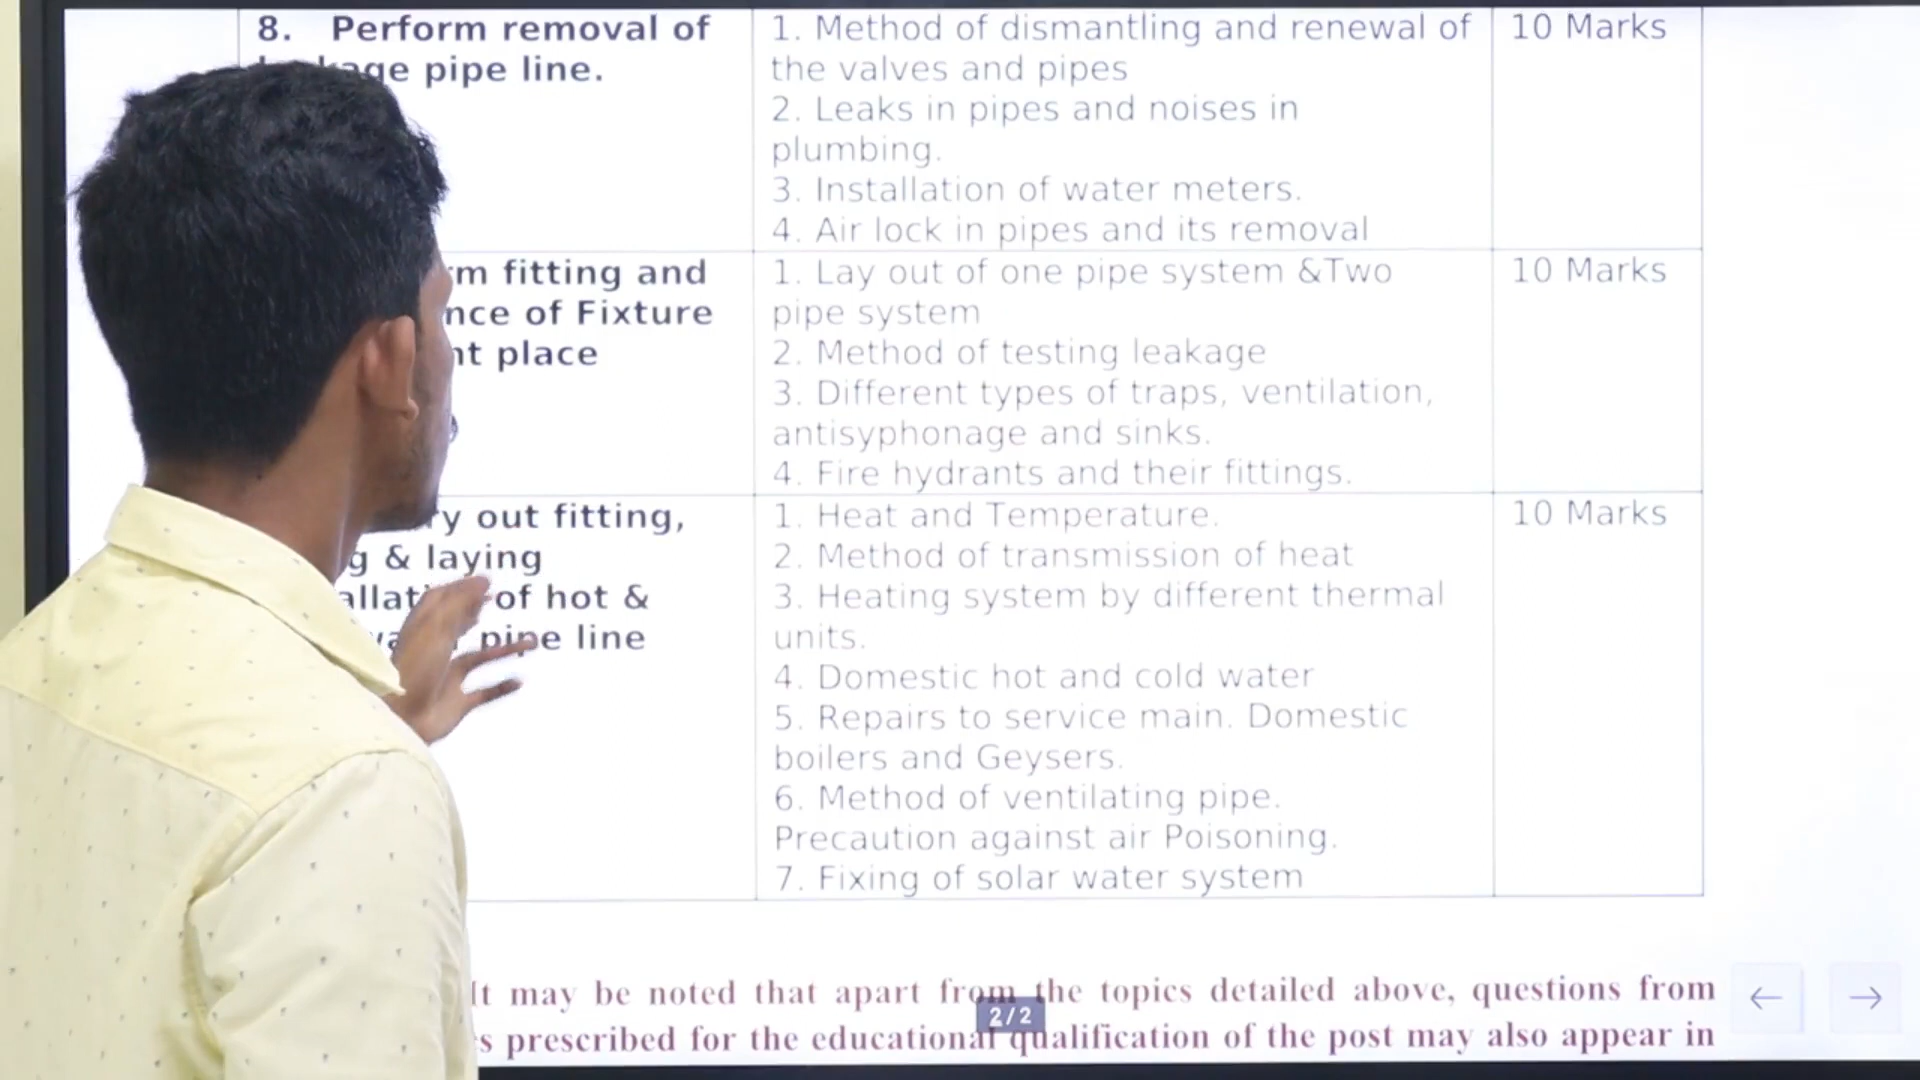 8. Perform removal of
pipe line.
1. Method of dismantling and renewal of
the valves and pipes
2. Leaks in pipes and noises in
plumbing.
3. Installation of water meters.
4. Air lock in pipes and its removal
10 Marks
fitting and
of Fixture
place
1. Lay out of one pipe system &Two
pipe system
2. Method of testing leakage
3. Different types of traps, ventilation,
antisyphonage and sinks.
4. Fire hydrants and their fittings.
10 Marks
out fitting,
& laying
of hot &
pipe line
1. Heat and Temperature.
2. Method of transmission of heat
3. Heating system by different thermal
units.
4. Domestic hot and cold water
5. Repairs to service main. Domestic
boilers and Geysers.
6. Method of ventilating pipe.
Precaution against air Poisoning.
7. Fixing of solar water system
10 Marks
It may be noted that apart from the topics detailed above, questions from
prescribed for the educational qualification of the post may also appear in
2/2
← →